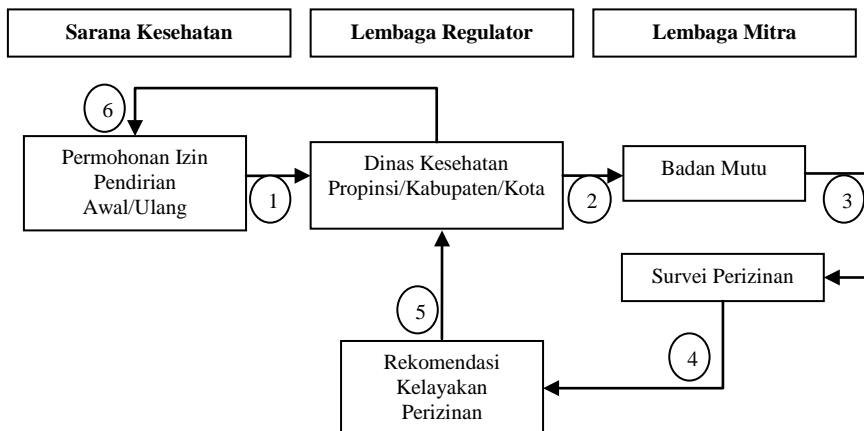 Sarana Kesehatan
Lembaga Regulator
Lembaga Mitra
6
Permohonan Izin
Pendirian
Awal/Ulang
1
Dinas Kesehatan
Propinsi/Kabupaten/Kota
2
Badan Mutu
3
Survei Perizinan
4
5
Rekomendasi
Kelayakan
Perizinan